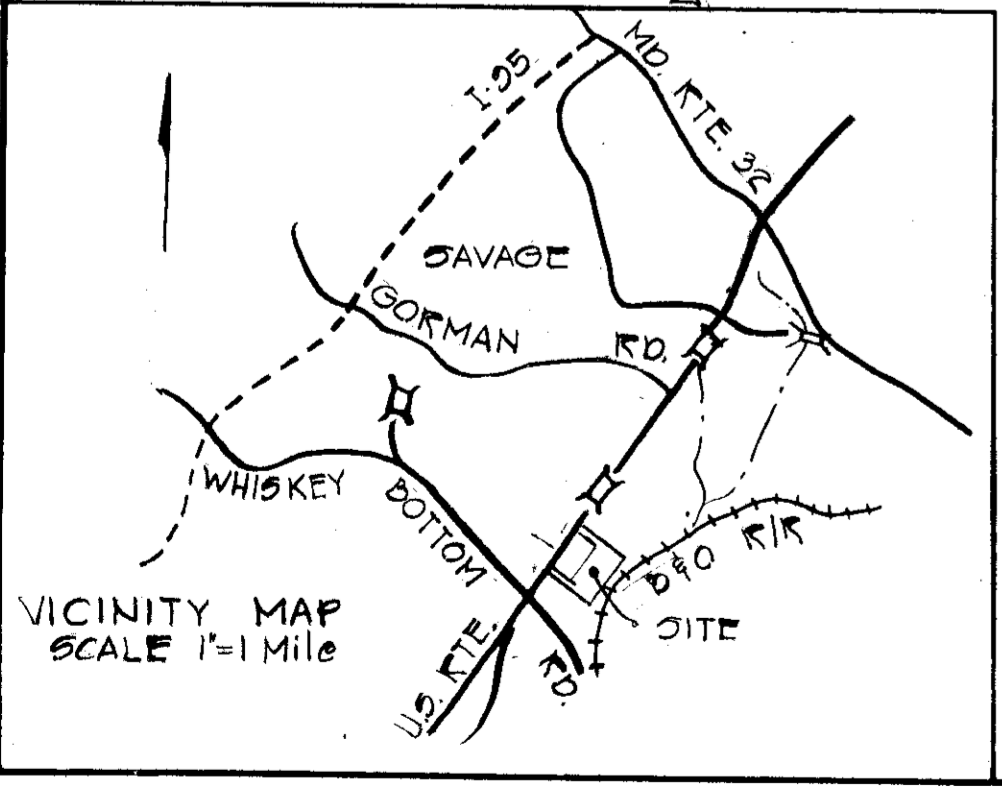 I-95
MD. RTE. 32
SAVAGE
GORMAN RD.
WHISKEY BOTTOM RD.
B&O R/R
SITE
U.S. RTE.
VICINITY MAP
SCALE 1"=1 Mile